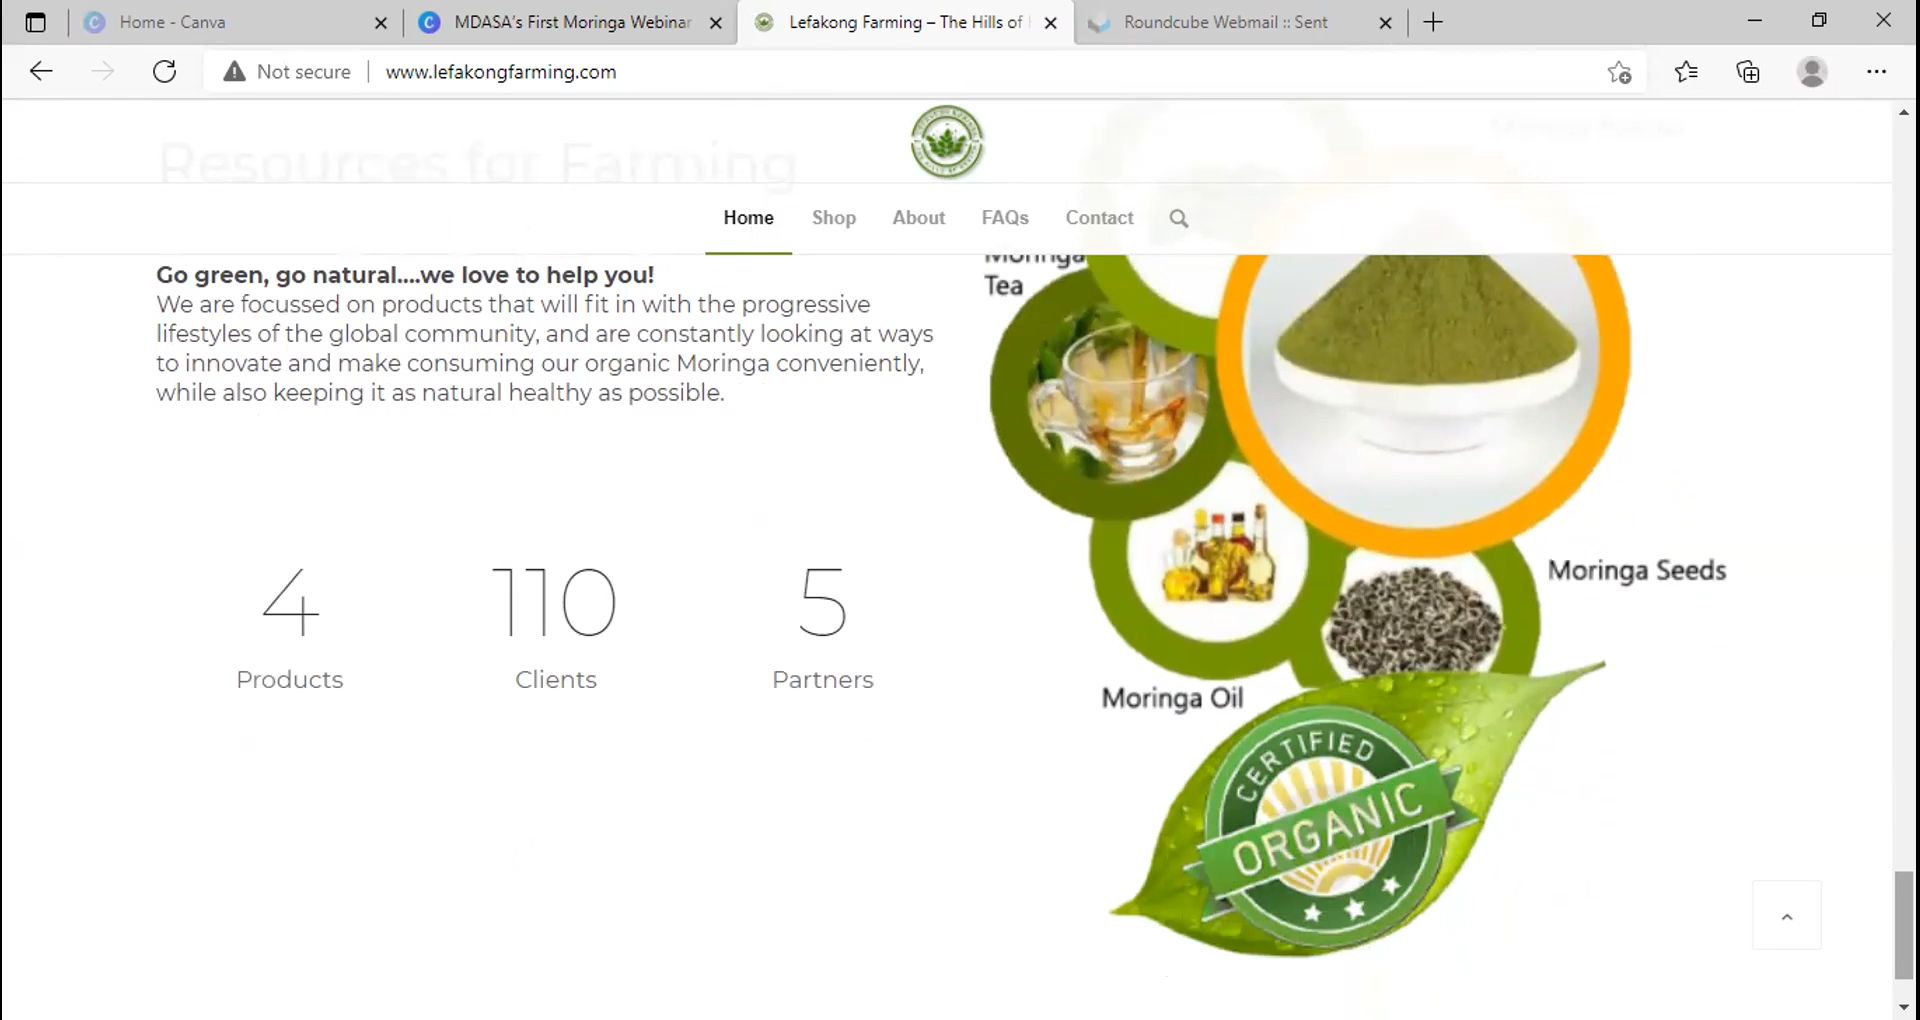 Home - Canva
MDASA's First Moringa Webinar
Lefakong Farming – The Hills of
Roundcube Webmail :: Sent
Not secure
www.lefakongfarming.com
Resources for Farming
Home
Shop
About
FAQs
Contact
Go green, go natural....we love to help you!
We are focussed on products that will fit in with the progressive
lifestyles of the global community, and are constantly looking at ways
to innovate and make consuming our organic Moringa conveniently,
while also keeping it as natural healthy as possible.
4
Products
110
Clients
5
Partners
Moringa
Tea
Moringa Seeds
Moringa Oil
CERTIFIED
ORGANIC